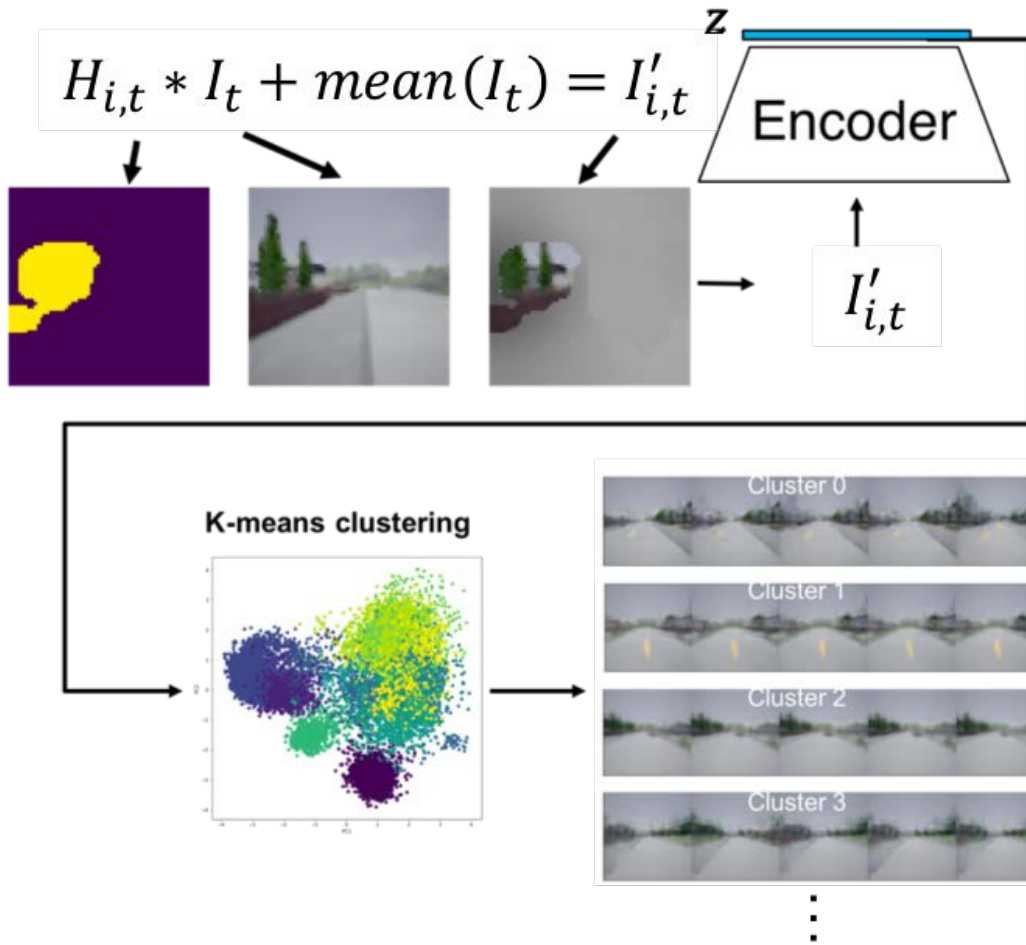 z
H_{i,t} * I_t + mean(I_t) = I'_{i,t}
Encoder
I'_{i,t}
K-means clustering
Cluster 0
Cluster 1
Cluster 2
Cluster 3